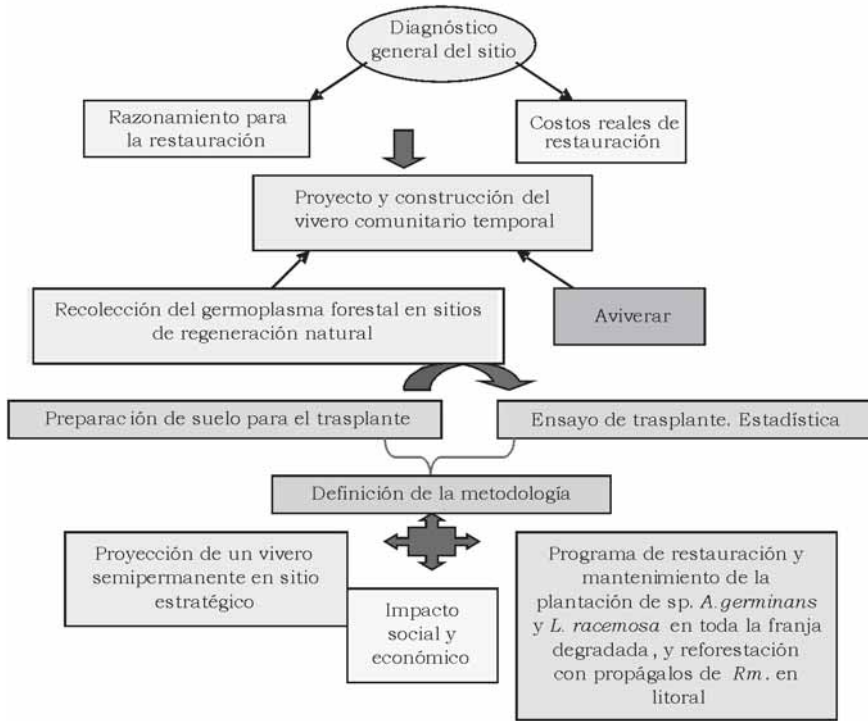 Diagnóstico
general del sitio
Razonamiento para
la restauración
Costos reales de
restauración
Proyecto y construcción del
vivero comunitario temporal
Recolección del germoplasma forestal en sitios
de regeneración natural
Aviverar
Preparación de suelo para el trasplante
Ensayo de trasplante. Estadística
Definición de la metodología
Proyección de un vivero
semipermanente en sitio
estratégico
Impacto
social y
económico
Programa de restauración y
mantenimiento de la
plantación de sp. A. germinans
y L. racemosa en toda la franja
degradada, y reforestación
con propágalos de Rm. en
litoral